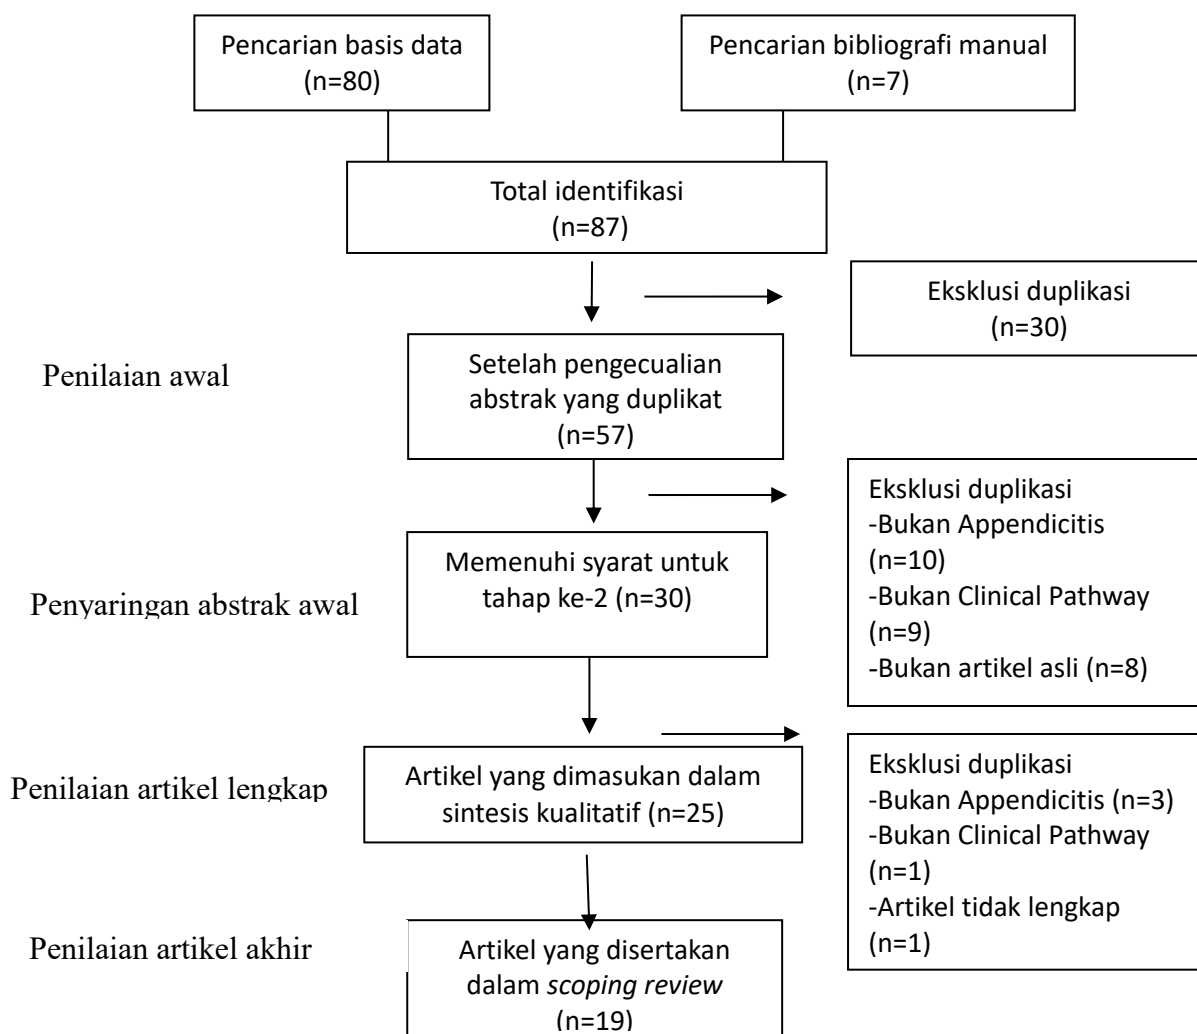 Pencarian basis data
(n=80)
Pencarian bibliografi manual
(n=7)
Total identifikasi
(n=87)
Eksklusi duplikasi
(n=30)
Penilaian awal
Setelah pengecualian
abstrak yang duplikat
(n=57)
Eksklusi duplikasi
-Bukan Appendicitis
(n=10)
-Bukan Clinical Pathway
(n=9)
-Bukan artikel asli (n=8)
Penyaringan abstrak awal
Memenuhi syarat untuk
tahap ke-2 (n=30)
Penilaian artikel lengkap
Artikel yang dimasukan dalam
sintesis kualitatif (n=25)
Eksklusi duplikasi
-Bukan Appendicitis (n=3)
-Bukan Clinical Pathway
(n=1)
-Artikel tidak lengkap
(n=1)
Penilaian artikel akhir
Artikel yang disertakan
dalam scoping review
(n=19)